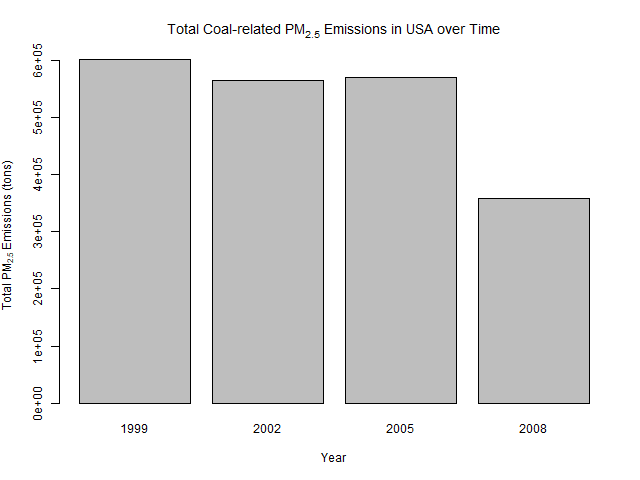 Total Coal-related PM2.5 Emissions in USA over Time
Total PM2.5 Emissions (tons)
6e+05
5e+05
4e+05
3e+05
2e+05
1e+05
0e+00
1999 2002 2005 2008
Year